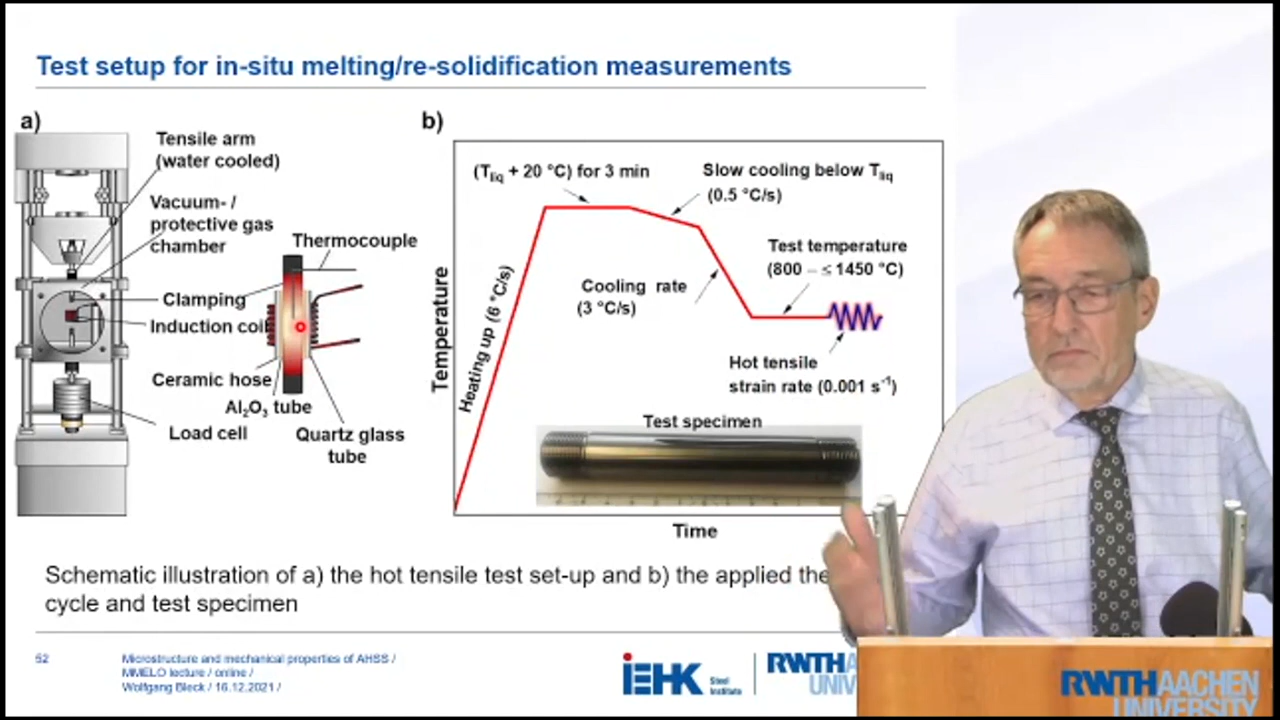 Test setup for in-situ melting/re-solidification measurements
a)
Tensile arm
(water cooled)
Vacuum- /
protective gas
chamber
Thermocouple
Clamping
Induction coil
Ceramic hose
Al₂O₃ tube
Load cell
Quartz glass
tube
b)
(Tliq + 20 °C) for 3 min
Slow cooling below Tliq
(0.5 °C/s)
Test temperature
(800 – ≤ 1450 °C)
Cooling rate
(3 °C/s)
Heating up (6 °C/s)
Temperature
Hot tensile
strain rate (0.001 s⁻¹)
Test specimen
Time
Schematic illustration of a) the hot tensile test set-up and b) the applied the
cycle and test specimen
52
Microstructure and mechanical properties of AHSS /
MMELO lecture / online /
Wolfgang Bleck / 16.12.2021 /
iEHK
Steel
Institute
RWTHA
UNIV
RWTHAACHEN
UNIVERSITY